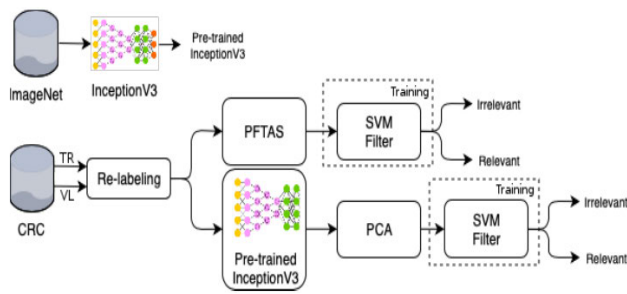 Pre-trained
InceptionV3
ImageNet
InceptionV3
Training
PFTAS
SVM
Filter
Irrelevant
Relevant
TR
VL
Re-labeling
CRC
Training
Pre-trained
InceptionV3
PCA
SVM
Filter
Irrelevant
Relevant